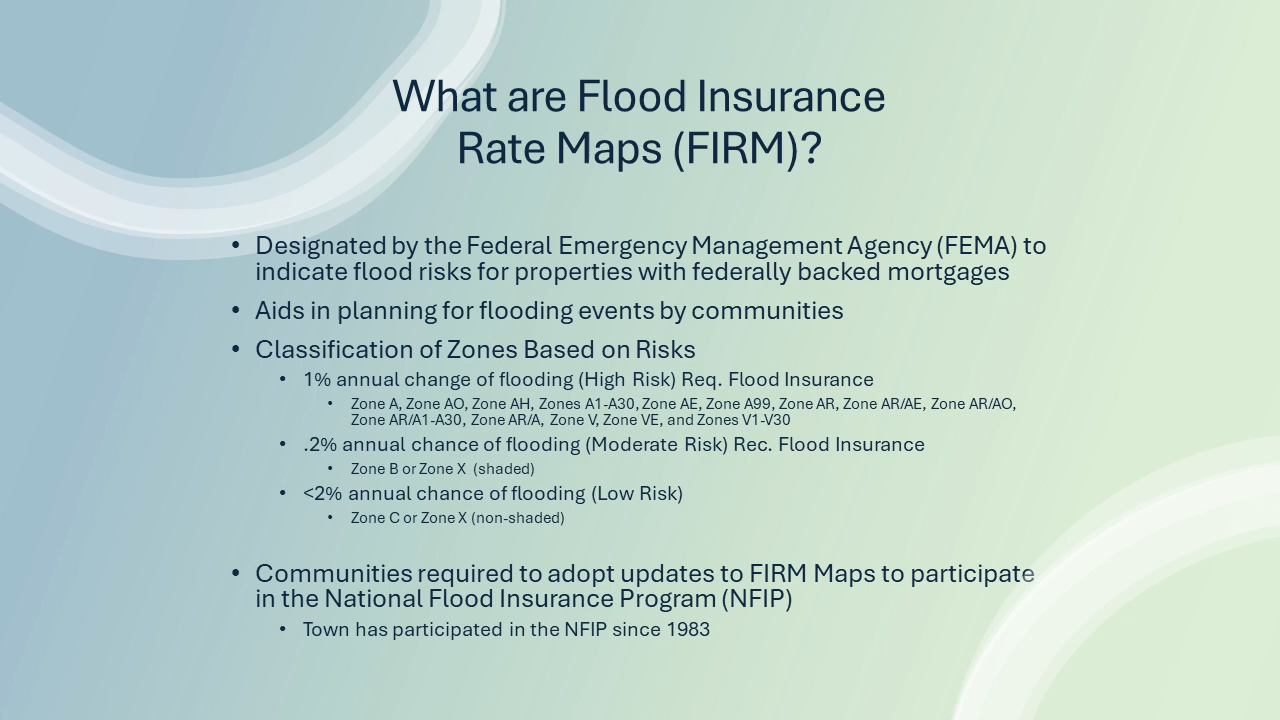 What are Flood Insurance
Rate Maps (FIRM)?
• Designated by the Federal Emergency Management Agency (FEMA) to
indicate flood risks for properties with federally backed mortgages
• Aids in planning for flooding events by communities
• Classification of Zones Based on Risks
• 1% annual change of flooding (High Risk) Req. Flood Insurance
• Zone A, Zone AO, Zone AH, Zones A1-A30, Zone AE, Zone A99, Zone AR, Zone AR/AE, Zone AR/AO,
Zone AR/A1-A30, Zone AR/A, Zone V, Zone VE, and Zones V1-V30
• .2% annual chance of flooding (Moderate Risk) Rec. Flood Insurance
• Zone B or Zone X (shaded)
• <2% annual chance of flooding (Low Risk)
• Zone C or Zone X (non-shaded)
• Communities required to adopt updates to FIRM Maps to participate
in the National Flood Insurance Program (NFIP)
• Town has participated in the NFIP since 1983